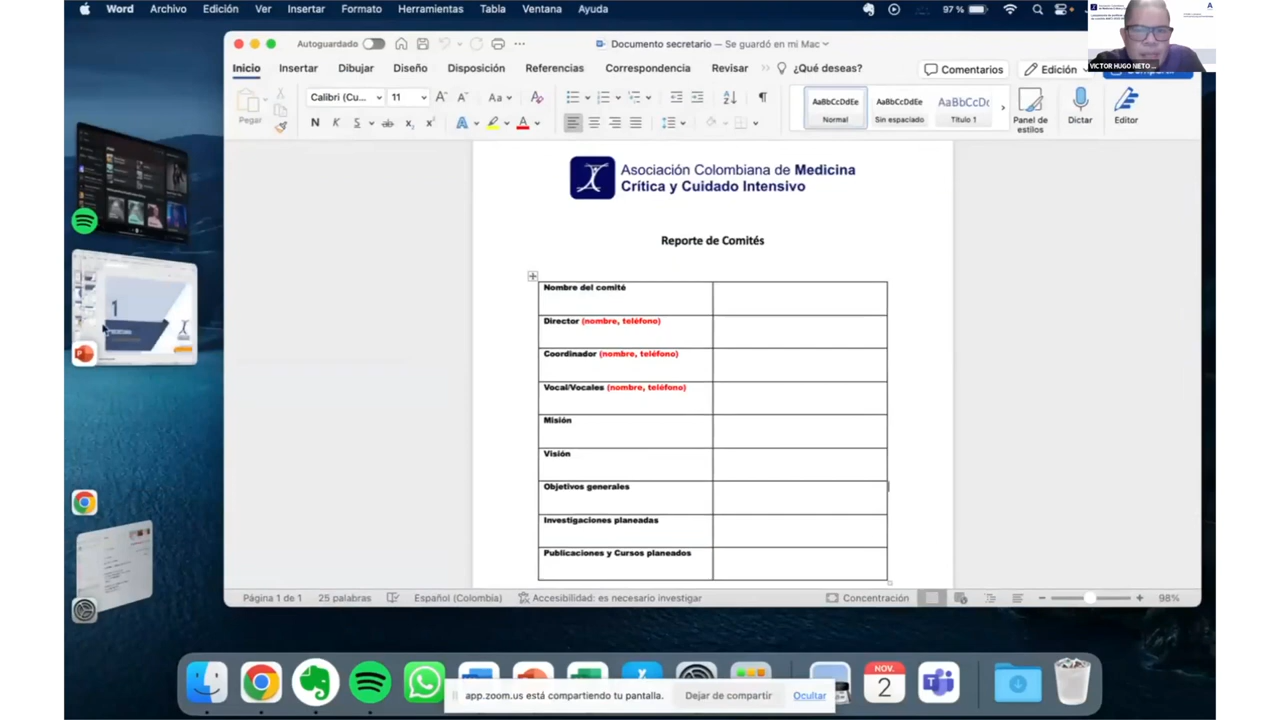 Word Archivo Edición Ver Insertar Formato Herramientas Tabla Ventana Ayuda 97 %
Autoguardado Documento secretario — Se guardó en mi Mac
Inicio Insertar Dibujar Diseño Disposición Referencias Correspondencia Revisar ¿Qué deseas? Comentarios Edición
VICTOR HUGO NIETO ...
Pegar
Calibri (Cu... 11
N K S ab x₂ x²
AaBbCcDdEe AaBbCcDdEe AaBbCcDc
Normal Sin espaciado Título 1
Panel de estilos
Dictar
Editor
Asociación Colombiana de Medicina
Crítica y Cuidado Intensivo
Reporte de Comités
Nombre del comité
Director (nombre, teléfono)
Coordinador (nombre, teléfono)
Vocal/Vocales (nombre, teléfono)
Misión
Visión
Objetivos generales
Investigaciones planeadas
Publicaciones y Cursos planeados
1
Página 1 de 1 25 palabras Español (Colombia) Accesibilidad: es necesario investigar Concentración 98%
NOV.
2
app.zoom.us está compartiendo tu pantalla. Dejar de compartir Ocultar